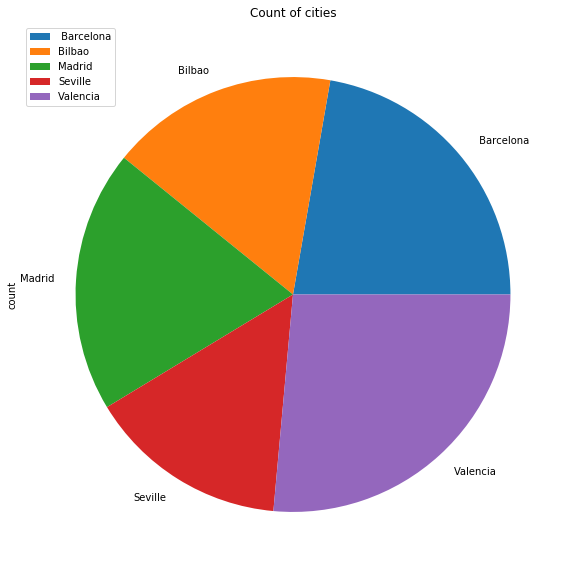 Count of cities
Barcelona
Bilbao
Madrid
Seville
Valencia
Bilbao
Barcelona
Madrid
count
Valencia
Seville